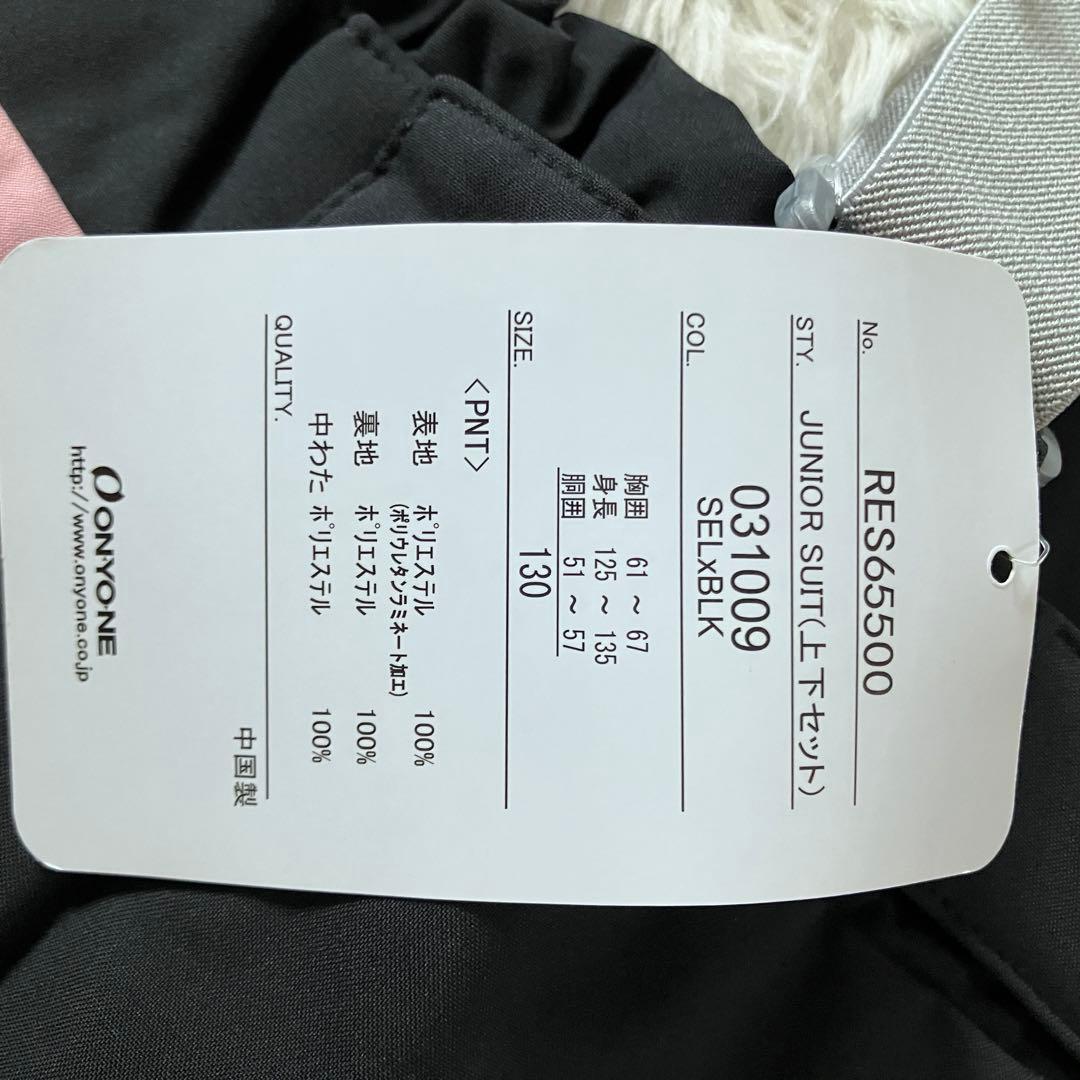 No. RES65500
STY. JUNIOR SUIT(上下セット)
COL. 031009
SELxBLK
胸囲 61 ~ 67
身長 125 ~ 135
胴囲 51 ~ 57
SIZE. 130
<PNT>
表地 ポリエステル 100%
(ポリウレタンラミネート加工)
裏地 ポリエステル 100%
中わた ポリエステル 100%
QUALITY.
中国製
ON·YO·NE
http://www.onyone.co.jp